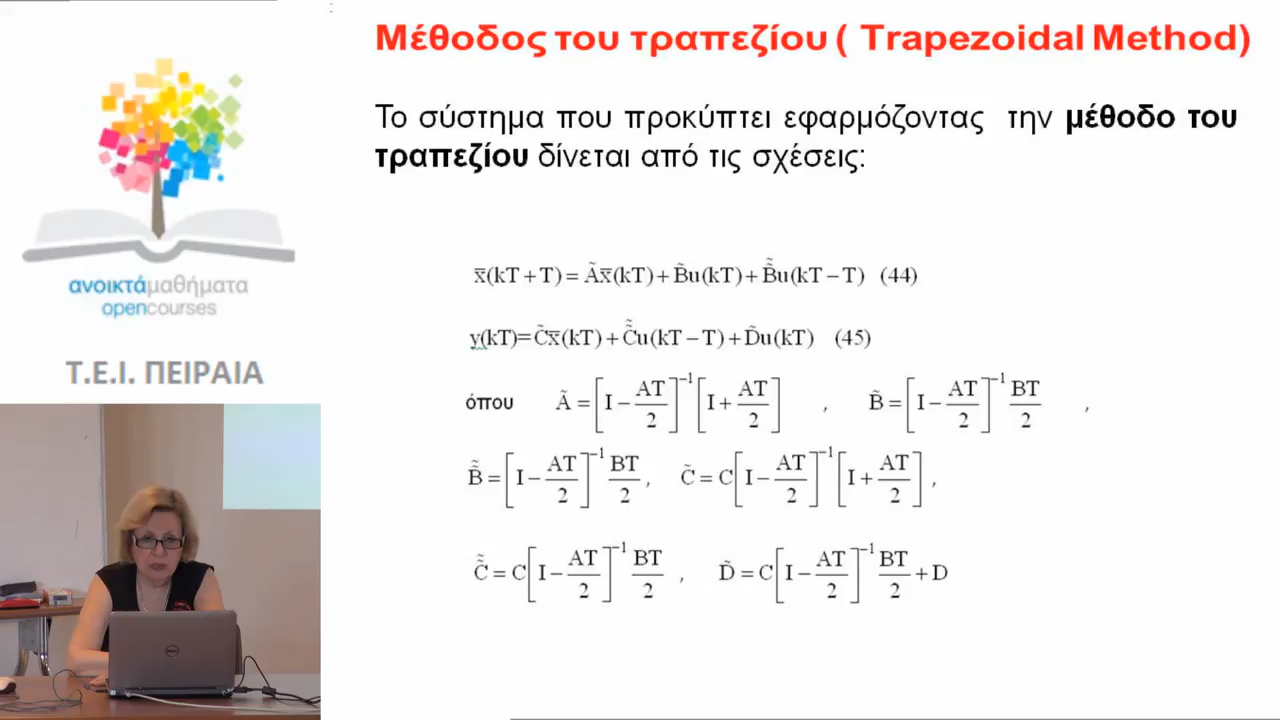 Μέθοδος του τραπεζίου ( Trapezoidal Method)
Το σύστημα που προκύπτει εφαρμόζοντας την μέθοδο του
τραπεζίου δίνεται από τις σχέσεις:
x̅(kT + T) = Ãx̅(kT) + B̃u(kT) + B̃̃u(kT − T) (44)
y(kT)= C̃x̅(kT) + C̃̃u(kT − T) + D̃u(kT) (45)
όπου Ã = [I − AT/2]⁻¹ [I + AT/2] , B̃ = [I − AT/2]⁻¹ BT/2 ,
B̃̃ = [I − AT/2]⁻¹ BT/2 , C̃ = C[I − AT/2]⁻¹ [I + AT/2] ,
C̃̃ = C[I − AT/2]⁻¹ BT/2 , D̃ = C[I − AT/2]⁻¹ BT/2 + D
ανοικτάμαθήματα
opencourses
Τ.Ε.Ι. ΠΕΙΡΑΙΑ
DELL